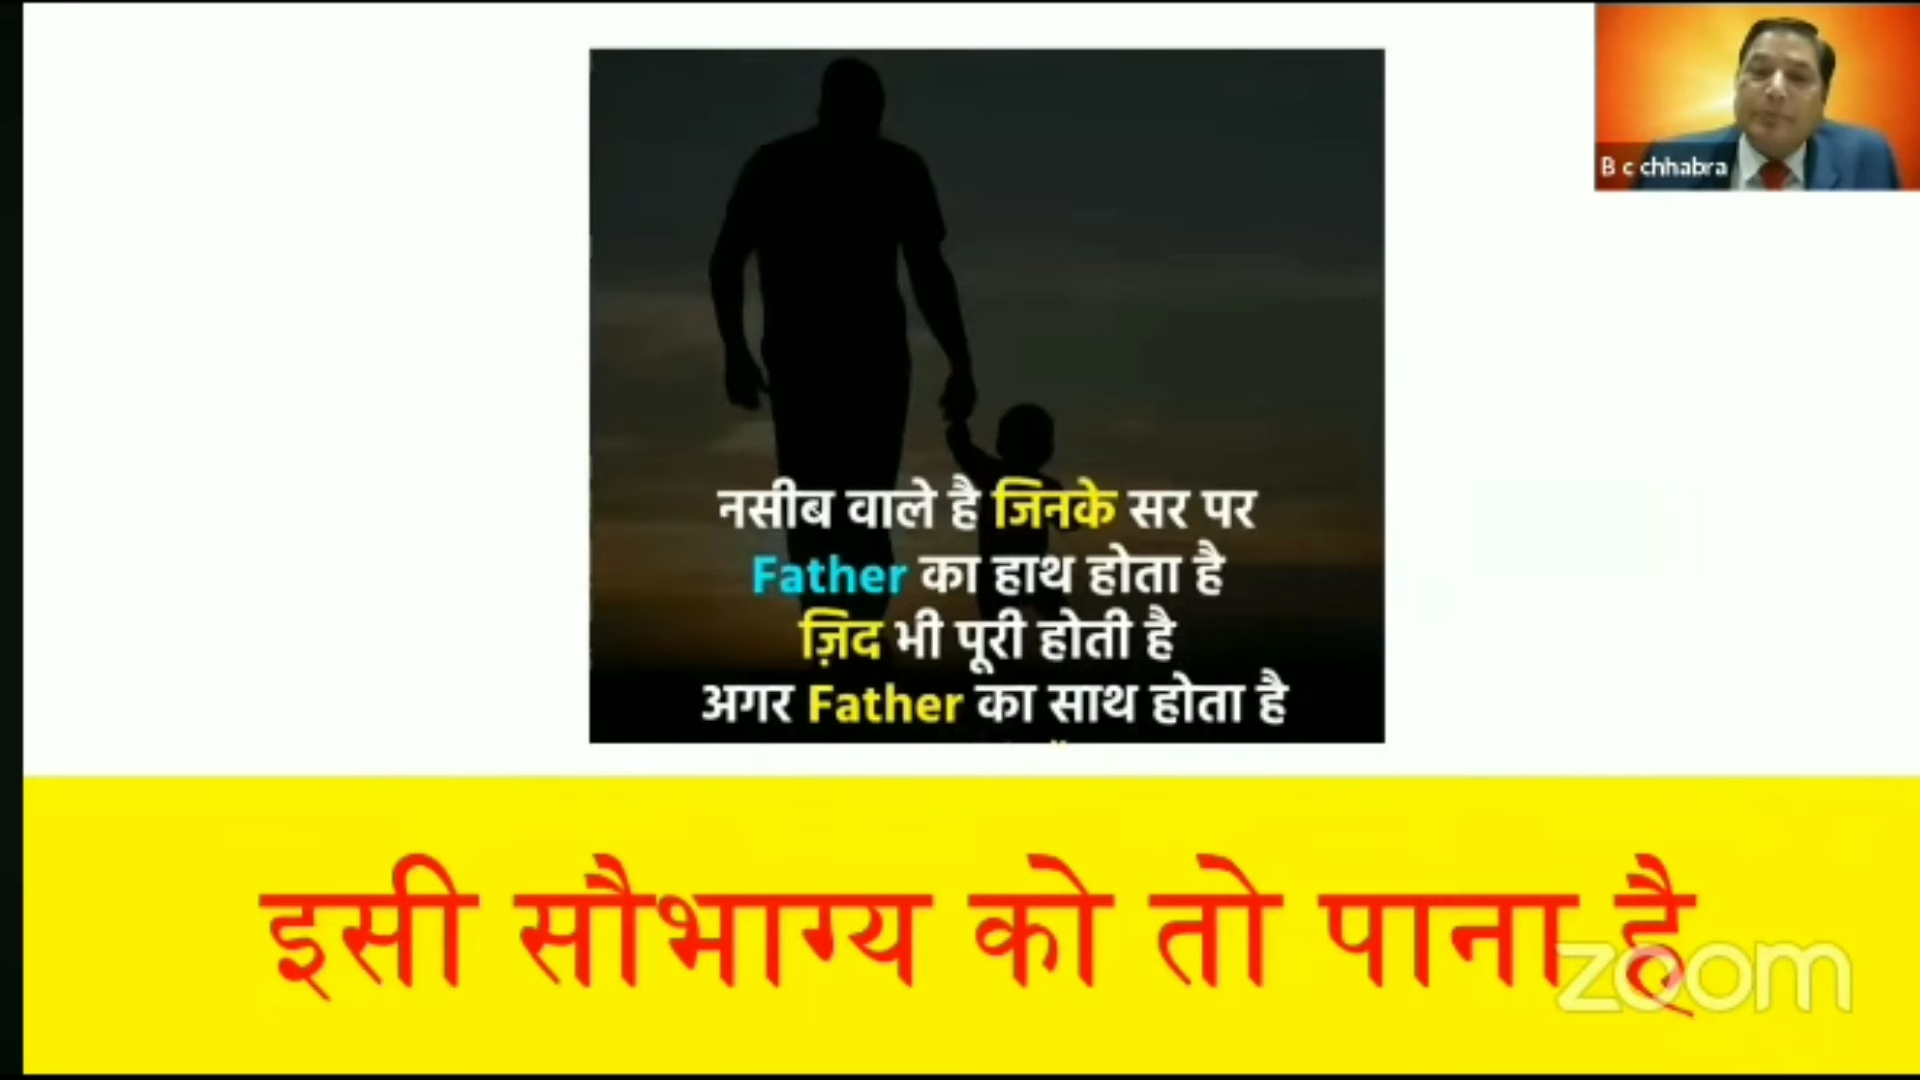 B c chhabra
नसीब वाले है जिनके सर पर
Father का हाथ होता है
ज़िद भी पूरी होती है
अगर Father का साथ होता है
इसी सौभाग्य को तो पाना है
zoom